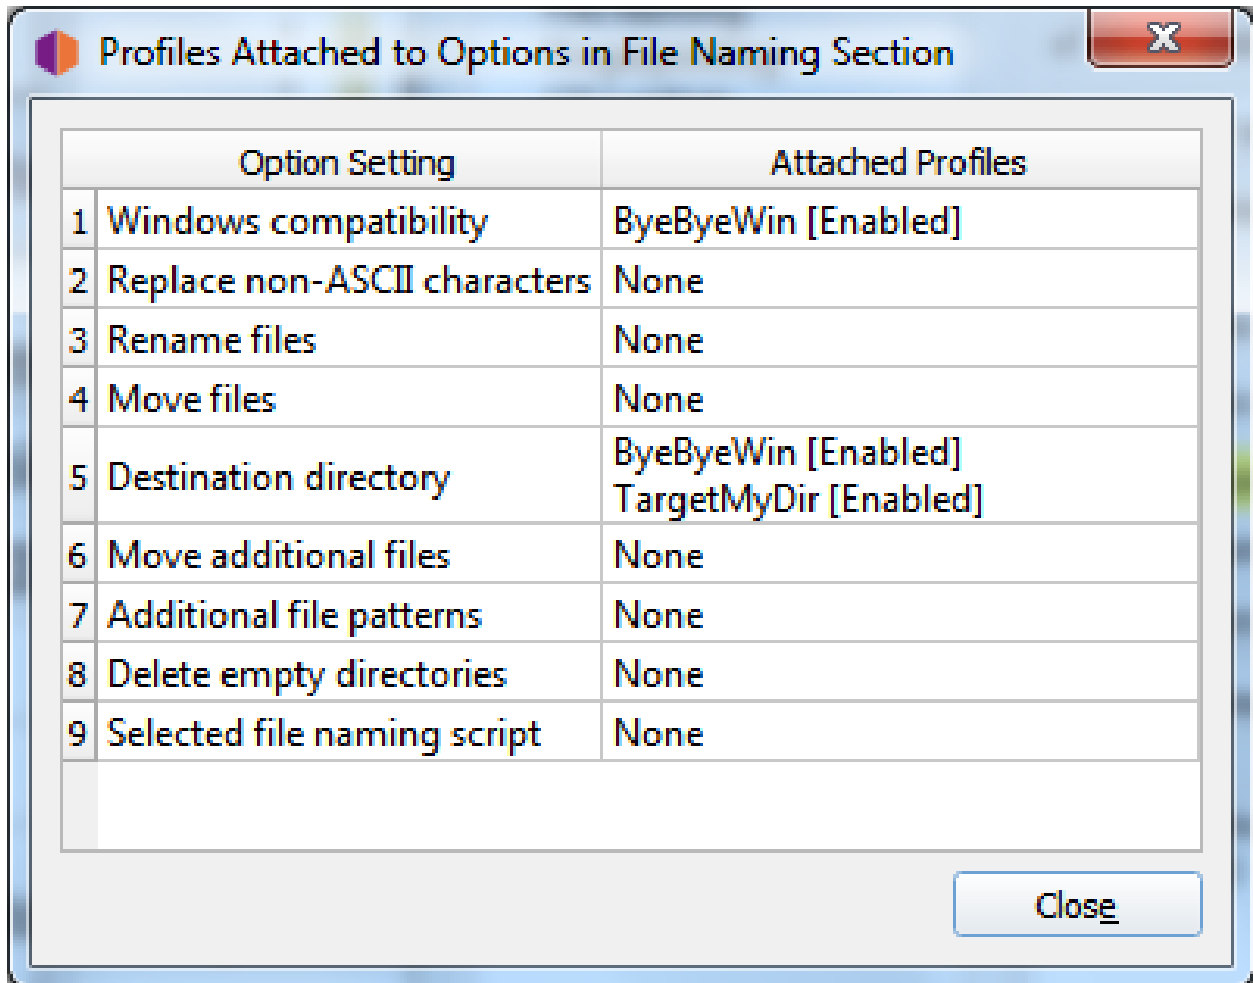 Profiles Attached to Options in File Naming Section
x
Option Setting Attached Profiles
1 Windows compatibility ByeByeWin [Enabled]
2 Replace non-ASCII characters None
3 Rename files None
4 Move files None
5 Destination directory ByeByeWin [Enabled]
TargetMyDir [Enabled]
6 Move additional files None
7 Additional file patterns None
8 Delete empty directories None
9 Selected file naming script None
Close